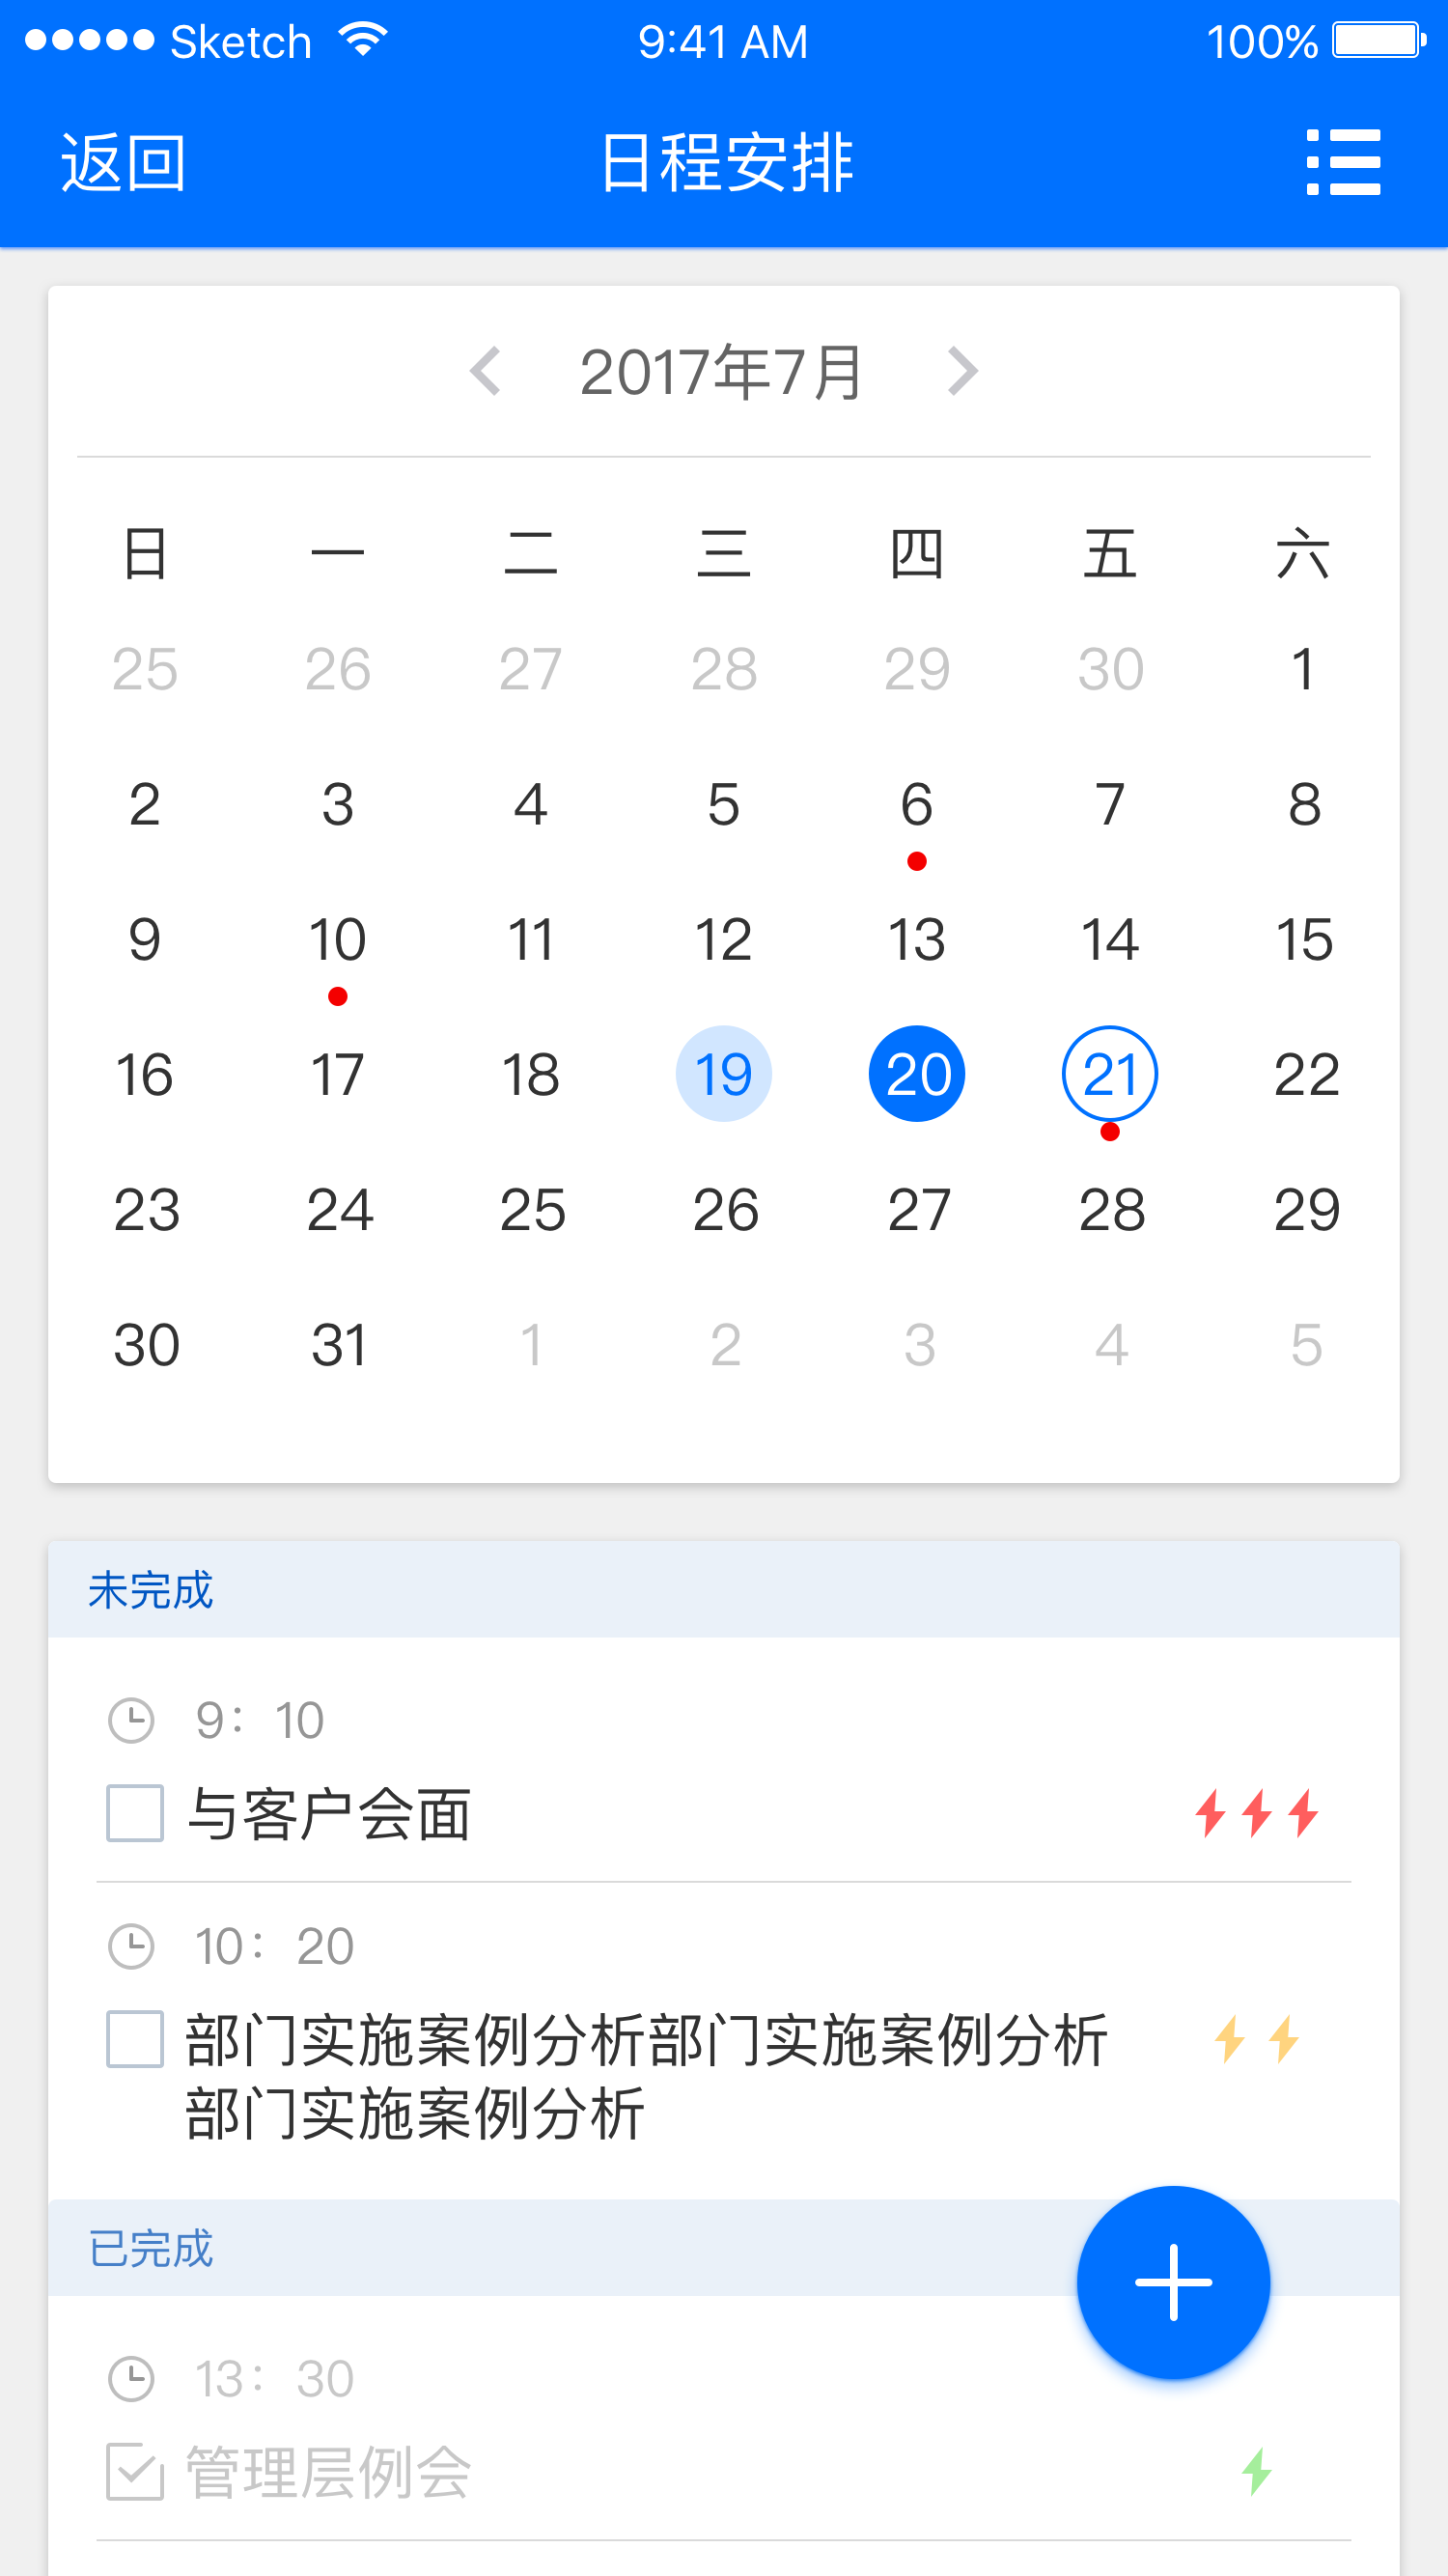 Sketch 9:41 AM 100%
返回 日程安排
2017年7月
日 一 二 三 四 五 六
25 26 27 28 29 30 1
2 3 4 5 6 7 8
9 10 11 12 13 14 15
16 17 18 19 20 21 22
23 24 25 26 27 28 29
30 31 1 2 3 4 5
未完成
9：10
与客户会面
10：20
部门实施案例分析部门实施案例分析
部门实施案例分析
已完成
13：30
管理层例会